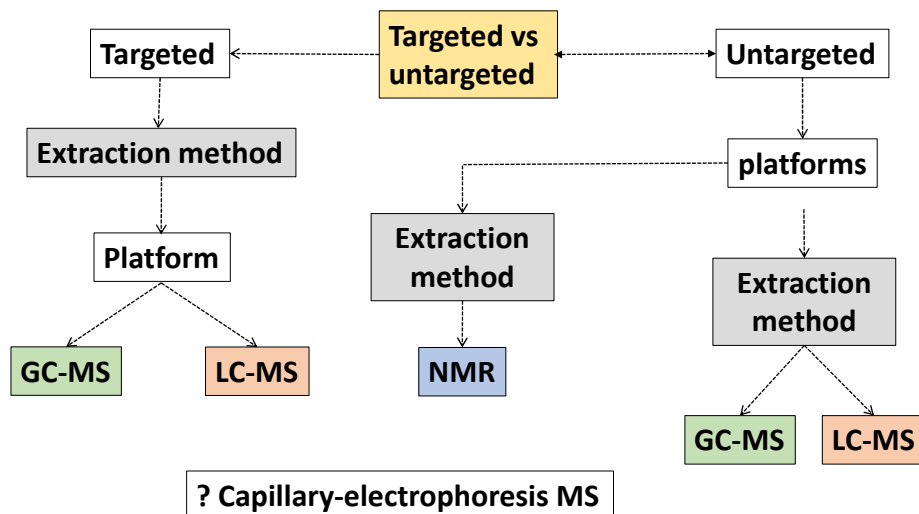 Targeted
Targeted vs
untargeted
Untargeted
Extraction method
platforms
Platform
Extraction
method
Extraction
method
GC-MS
LC-MS
NMR
GC-MS
LC-MS
? Capillary-electrophoresis MS